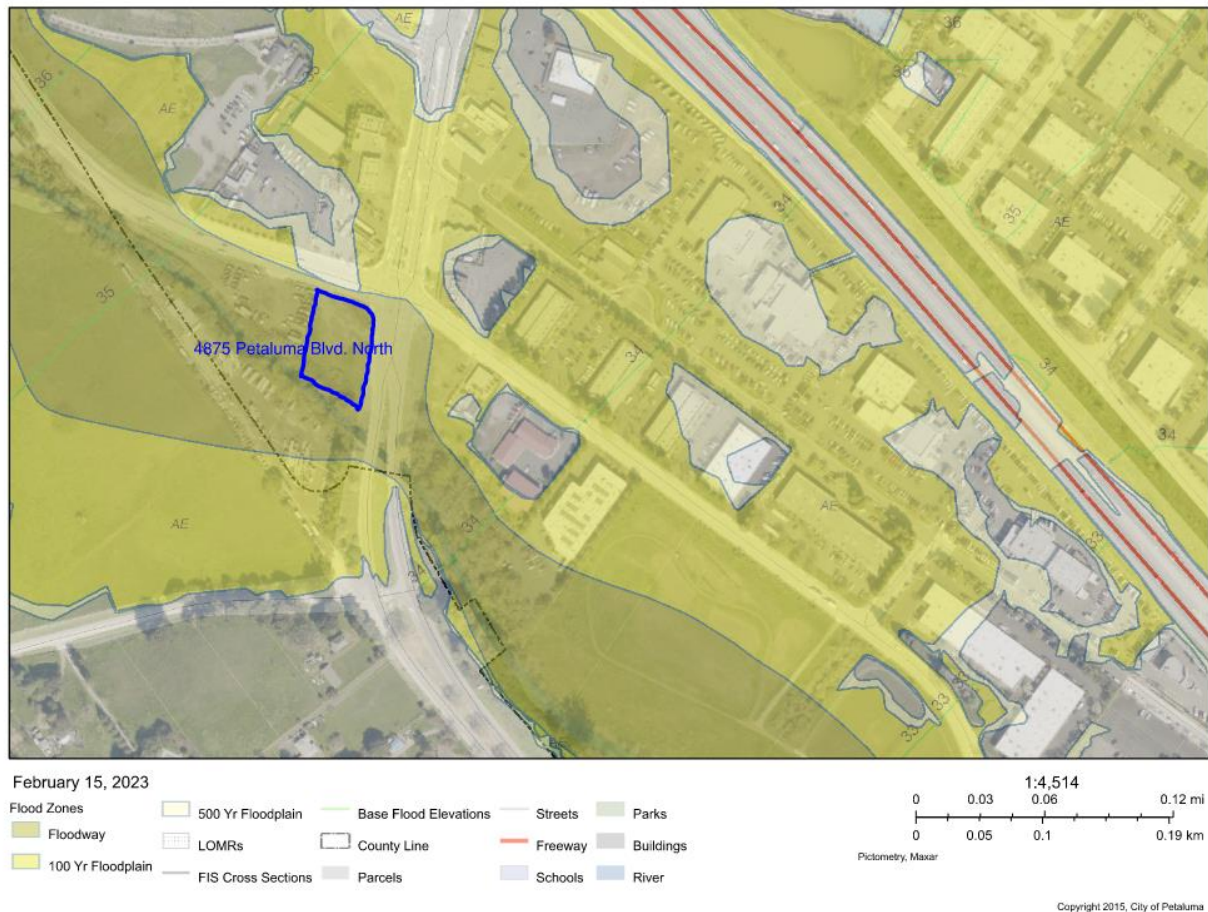 36
AE
35
36
36
AE
35
34
35
34
4875 Petaluma Blvd. North
34
34
34
AE
AE
34
34
33
33
33
February 15, 2023
Flood Zones
Floodway
100 Yr Floodplain
500 Yr Floodplain
LOMRs
FIS Cross Sections
Base Flood Elevations
County Line
Parcels
Streets
Freeway
Schools
Parks
Buildings
River
1:4,514
0 0.03 0.06 0.12 mi
0 0.05 0.1 0.19 km
Pictometry, Maxar
Copyright 2015, City of Petaluma